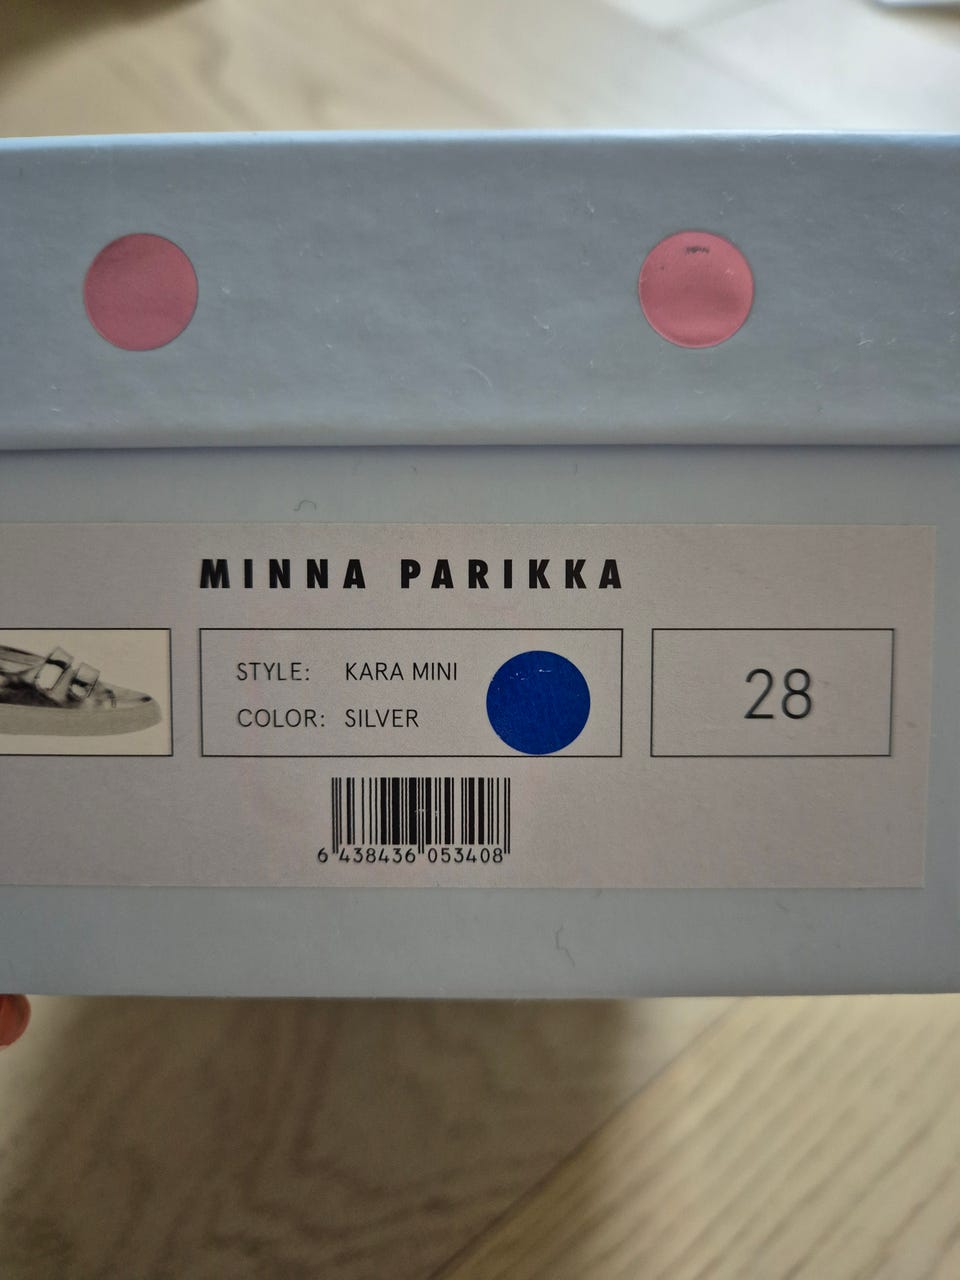 MINNA PARIKKA
STYLE: KARA MINI
COLOR: SILVER
28
6 438436 053408